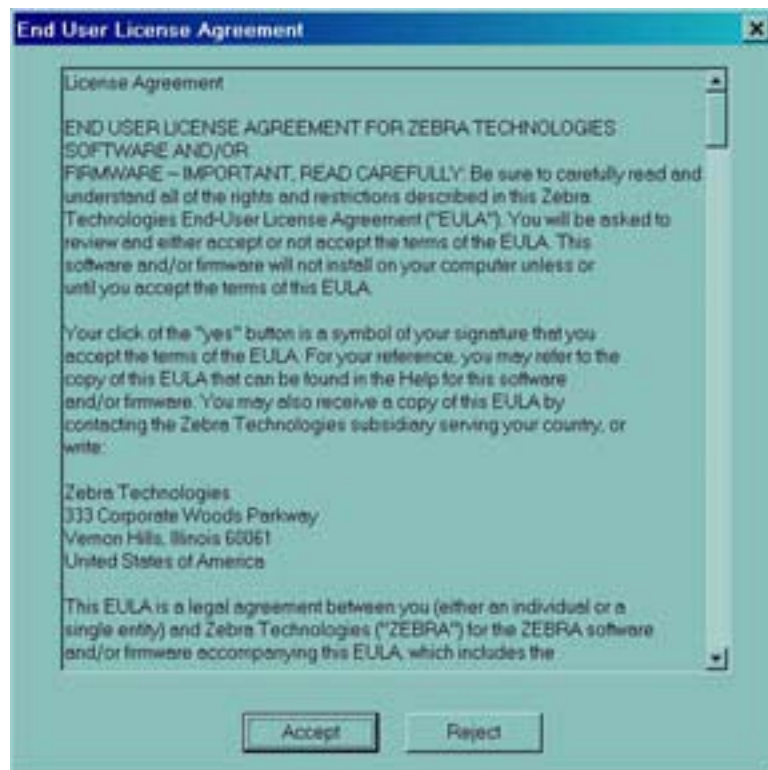 End User License Agreement
License Agreement
END USER LICENSE AGREEMENT FOR ZEBRA TECHNOLOGIES
SOFTWARE AND/OR
FIRMWARE – IMPORTANT, READ CAREFULLY: Be sure to carefully read and
understand all of the rights and restrictions described in this Zebra
Technologies End-User License Agreement ("EULA"). You will be asked to
review and either accept or not accept the terms of the EULA. This
software and/or firmware will not install on your computer unless or
until you accept the terms of this EULA.
Your click of the "yes" button is a symbol of your signature that you
accept the terms of the EULA. For your reference, you may refer to the
copy of this EULA that can be found in the Help for this software
and/or firmware. You may also receive a copy of this EULA by
contacting the Zebra Technologies subsidiary serving your country, or
write:
Zebra Technologies
333 Corporate Woods Parkway
Vernon Hills, Illinois 60061
United States of America
This EULA is a legal agreement between you (either an individual or a
single entity) and Zebra Technologies ("ZEBRA") for the ZEBRA software
and/or firmware accompanying this EULA, which includes the
Accept
Reject